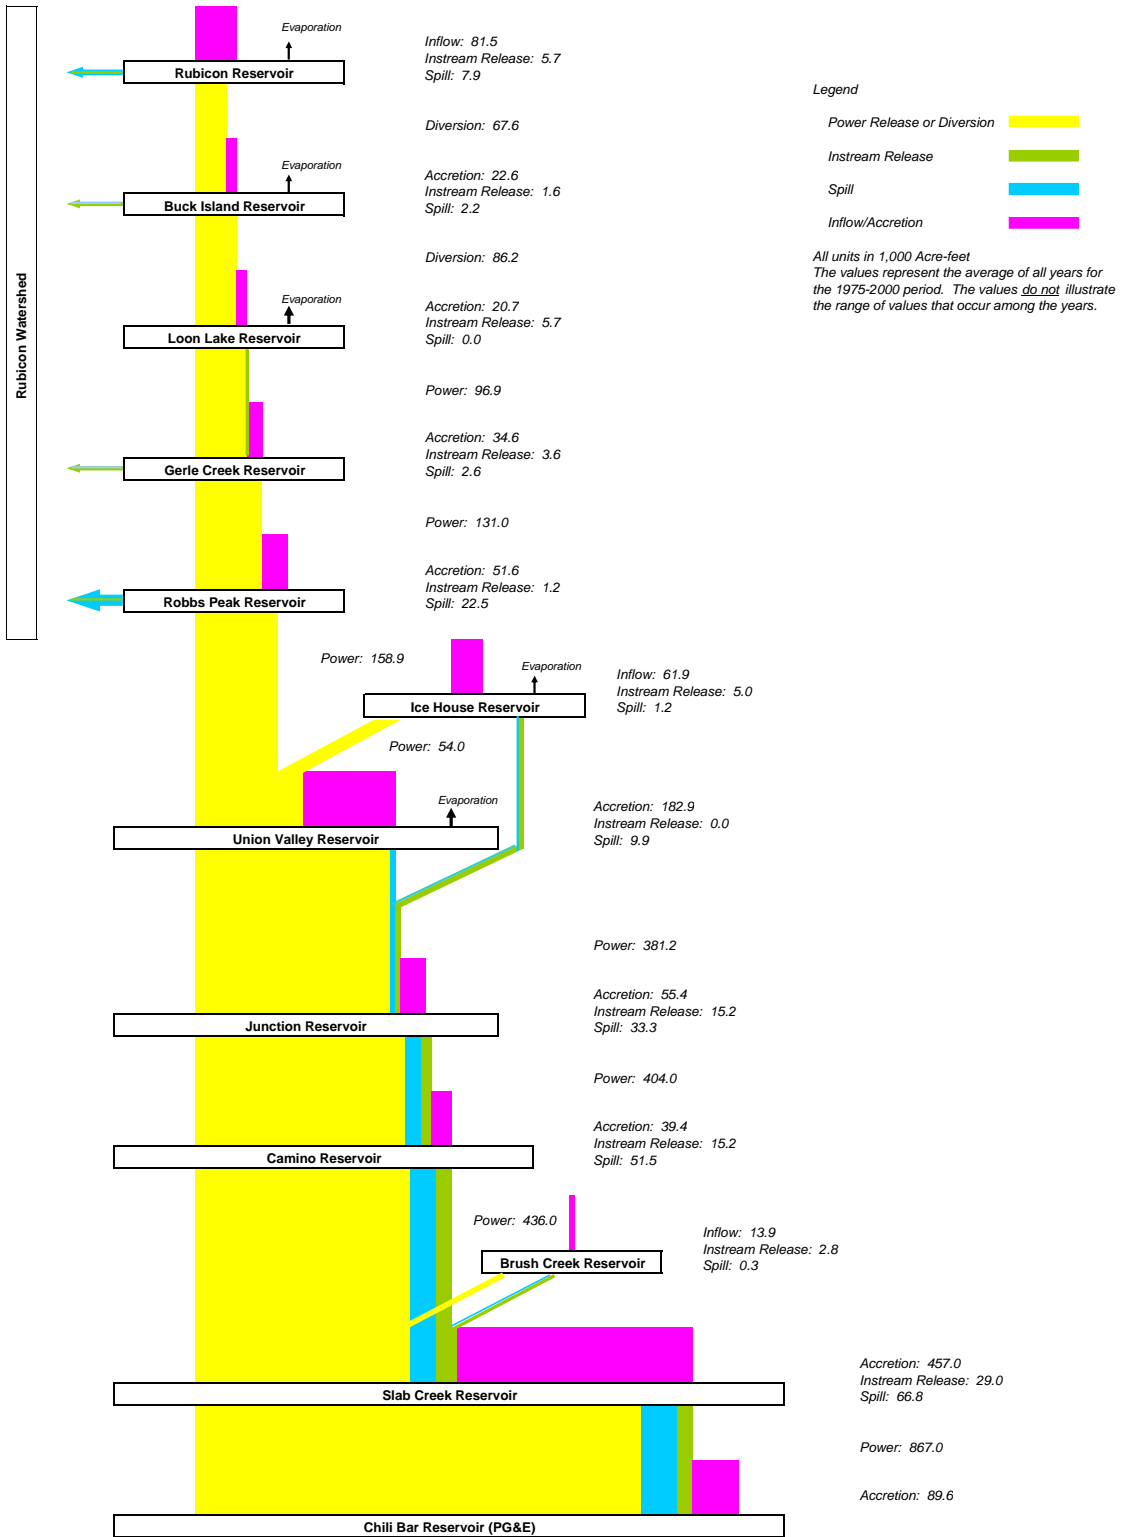 Evaporation
Inflow: 81.5
Instream Release: 5.7
Spill: 7.9
Rubicon Reservoir
Legend
Power Release or Diversion
Instream Release
Spill
Inflow/Accretion
All units in 1,000 Acre-feet
The values represent the average of all years for
the 1975-2000 period. The values do not illustrate
the range of values that occur among the years.
Diversion: 67.6
Evaporation
Accretion: 22.6
Instream Release: 1.6
Spill: 2.2
Buck Island Reservoir
Diversion: 86.2
Rubicon Watershed
Evaporation
Accretion: 20.7
Instream Release: 5.7
Spill: 0.0
Loon Lake Reservoir
Power: 96.9
Accretion: 34.6
Instream Release: 3.6
Spill: 2.6
Gerle Creek Reservoir
Power: 131.0
Accretion: 51.6
Instream Release: 1.2
Spill: 22.5
Robbs Peak Reservoir
Power: 158.9
Evaporation
Inflow: 61.9
Instream Release: 5.0
Spill: 1.2
Ice House Reservoir
Power: 54.0
Evaporation
Accretion: 182.9
Instream Release: 0.0
Spill: 9.9
Union Valley Reservoir
Power: 381.2
Accretion: 55.4
Instream Release: 15.2
Spill: 33.3
Junction Reservoir
Power: 404.0
Accretion: 39.4
Instream Release: 15.2
Spill: 51.5
Camino Reservoir
Power: 436.0
Inflow: 13.9
Instream Release: 2.8
Spill: 0.3
Brush Creek Reservoir
Accretion: 457.0
Instream Release: 29.0
Spill: 66.8
Slab Creek Reservoir
Power: 867.0
Accretion: 89.6
Chili Bar Reservoir (PG&E)